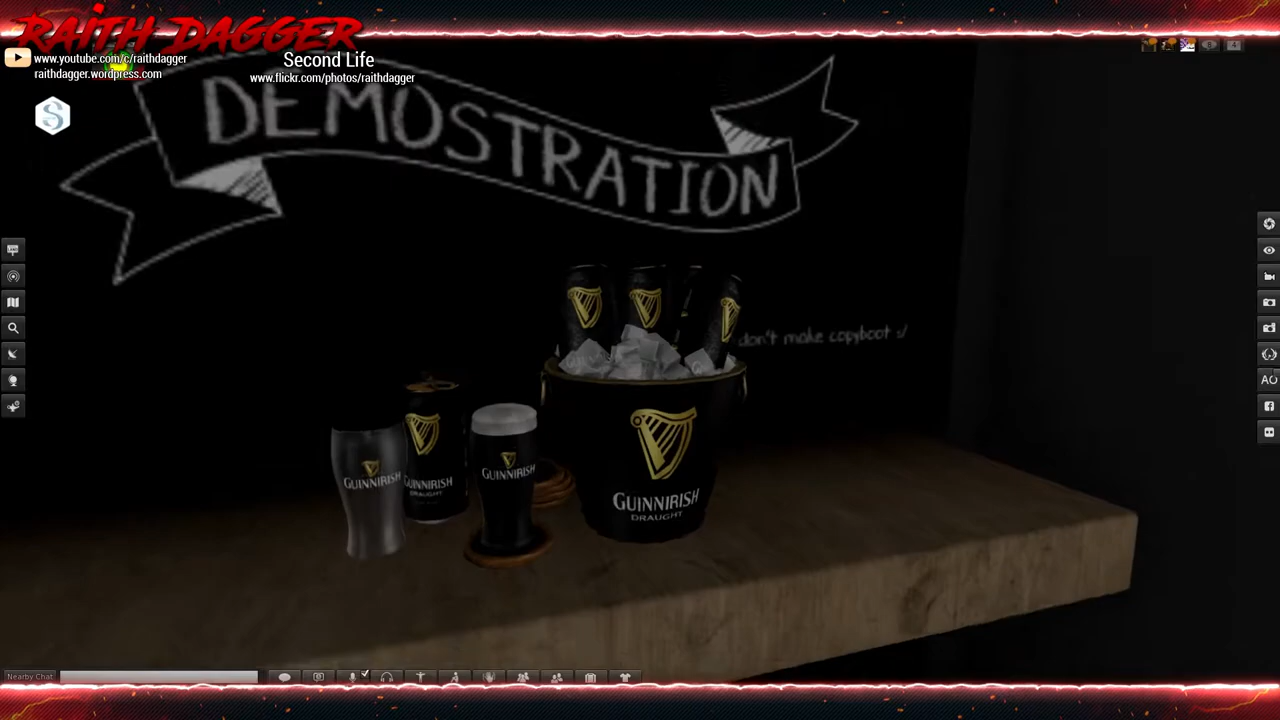 RAITH DAGGER
www.youtube.com/c/raithdagger
raithdagger.wordpress.com
Second Life
www.flickr.com/photos/raithdagger
S
DEMOSTRATION
don't make copyboot :/
GUINNIRISH
GUINNIRISH
DRAUGHT
GUINNIRISH
GUINNIRISH
DRAUGHT
AO
Nearby Chat